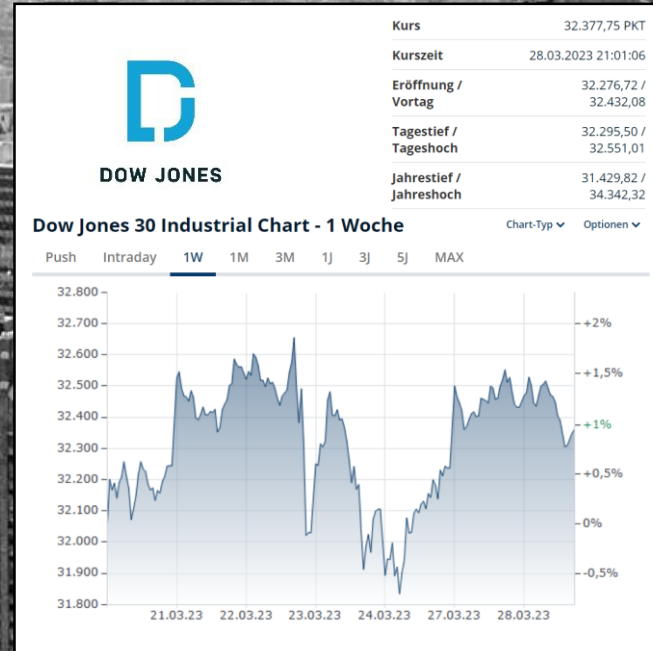 Kurs 32.377,75 PKT
Kurszeit 28.03.2023 21:01:06
Eröffnung / 32.276,72 /
Vortag 32.432,08
Tagestief / 32.295,50 /
Tageshoch 32.551,01
Jahrestief / 31.429,82 /
Jahreshoch 34.342,32
DOW JONES
Dow Jones 30 Industrial Chart - 1 Woche Chart-Typ Optionen
Push Intraday 1W 1M 3M 1J 3J 5J MAX
32.800
32.700 +2%
32.600
32.500 +1,5%
32.400 +1%
32.300
32.200 +0,5%
32.100
32.000 0%
31.900 -0,5%
31.800
21.03.23 22.03.23 23.03.23 24.03.23 27.03.23 28.03.23